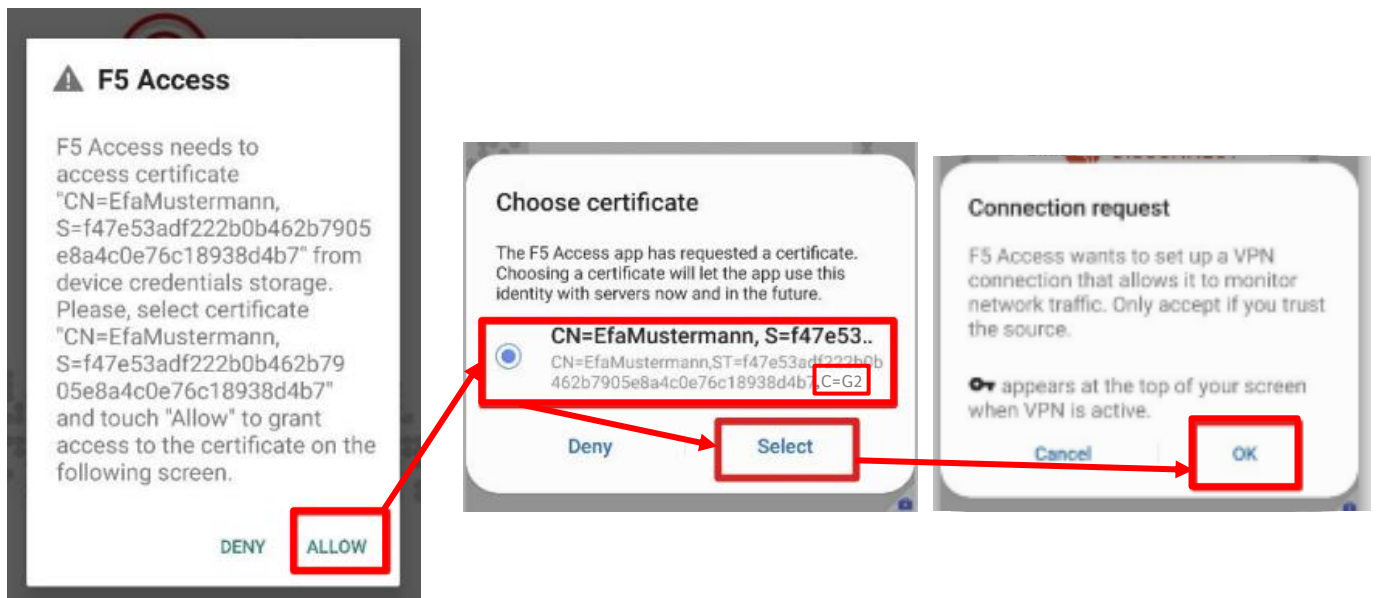 F5 Access
F5 Access needs to
access certificate
"CN=EfaMustermann,
S=f47e53adf222b0b462b7905
e8a4c0e76c18938d4b7" from
device credentials storage.
Please, select certificate
"CN=EfaMustermann,
S=f47e53adf222b0b462b79
05e8a4c0e76c18938d4b7"
and touch "Allow" to grant
access to the certificate on the
following screen.
DENY ALLOW
Choose certificate
The F5 Access app has requested a certificate.
Choosing a certificate will let the app use this
identity with servers now and in the future.
CN=EfaMustermann, S=f47e53..
CN=EfaMustermann,ST=f47e53adf222b0b
462b7905e8a4c0e76c18938d4b7,C=G2
Deny Select
Connection request
F5 Access wants to set up a VPN
connection that allows it to monitor
network traffic. Only accept if you trust
the source.
appears at the top of your screen
when VPN is active.
Cancel OK